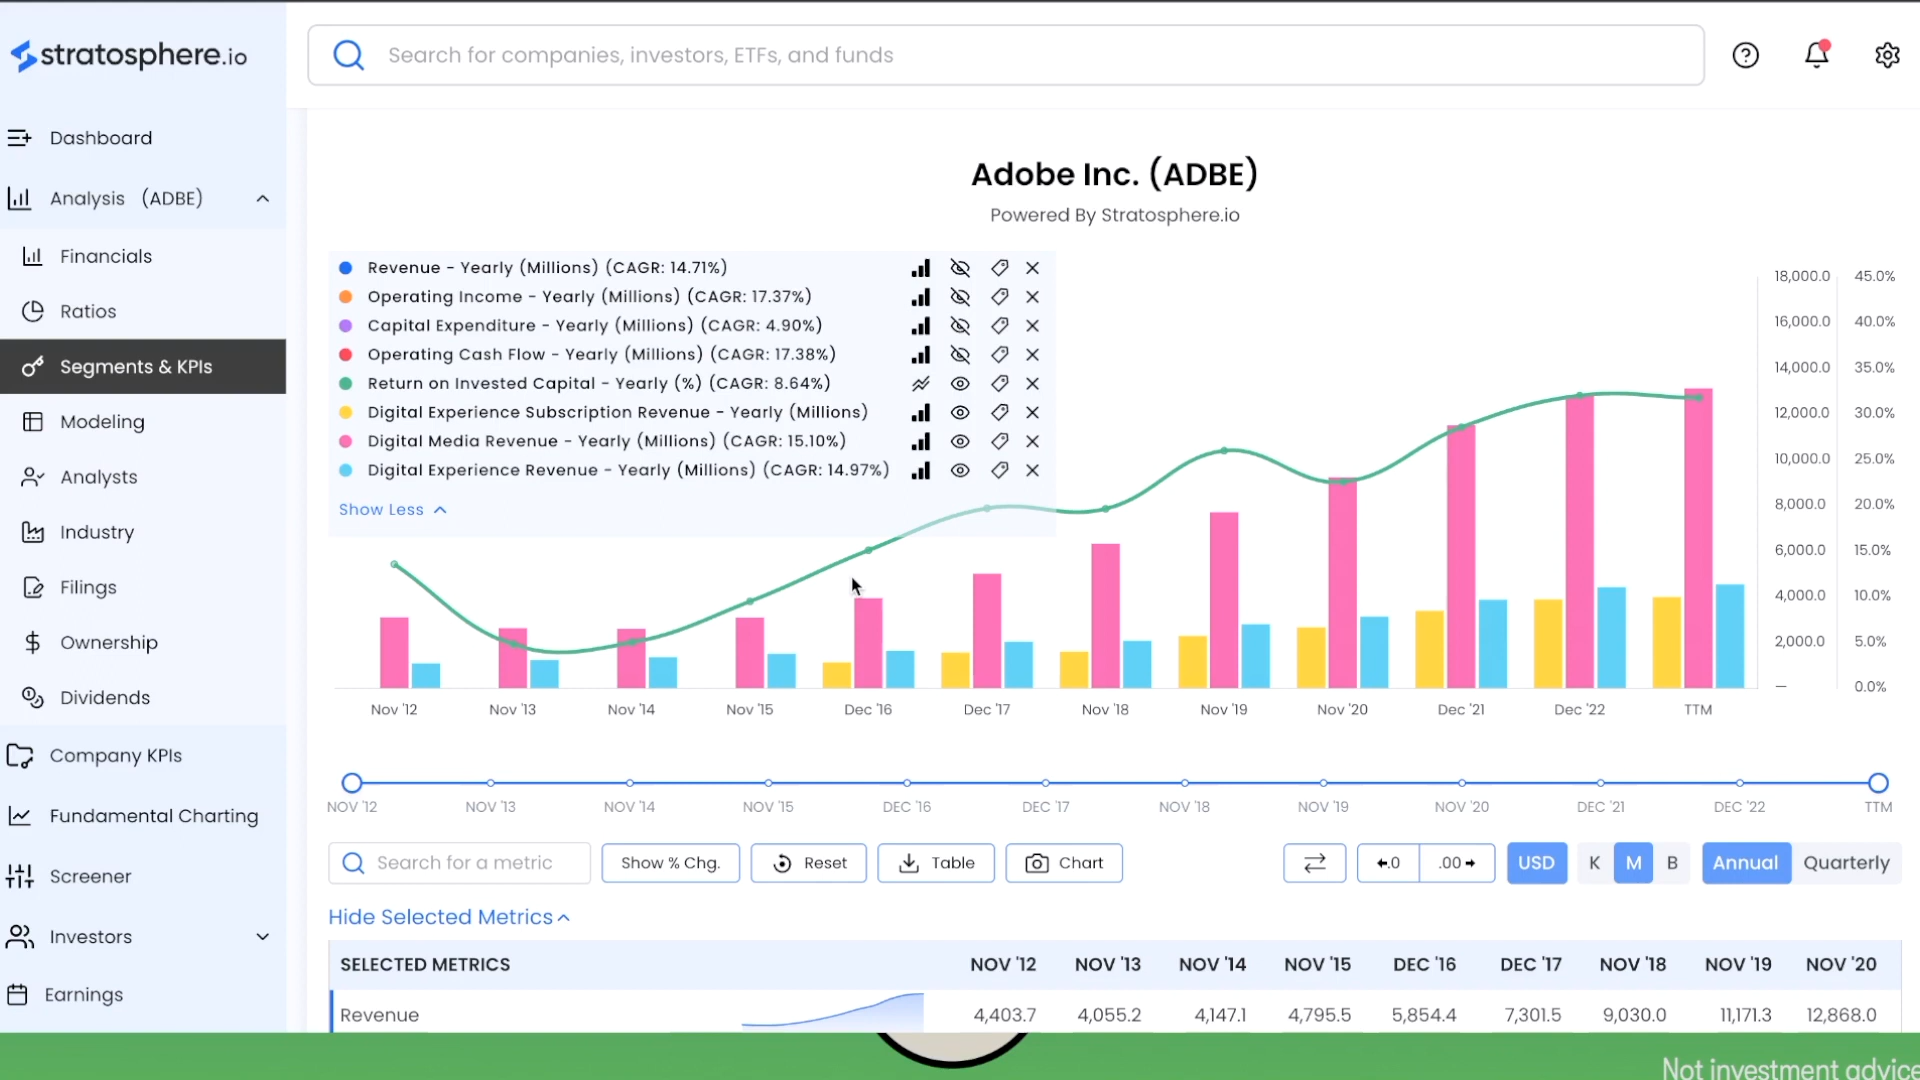 stratosphere.io
Search for companies, investors, ETFs, and funds
Dashboard
Analysis (ADBE)
Financials
Ratios
Segments & KPIs
Modeling
Analysts
Industry
Filings
Ownership
Dividends
Company KPIs
Fundamental Charting
Screener
Investors
Earnings
Adobe Inc. (ADBE)
Powered By Stratosphere.io
Revenue - Yearly (Millions) (CAGR: 14.71%)
Operating Income - Yearly (Millions) (CAGR: 17.37%)
Capital Expenditure - Yearly (Millions) (CAGR: 4.90%)
Operating Cash Flow - Yearly (Millions) (CAGR: 17.38%)
Return on Invested Capital - Yearly (%) (CAGR: 8.64%)
Digital Experience Subscription Revenue - Yearly (Millions)
Digital Media Revenue - Yearly (Millions) (CAGR: 15.10%)
Digital Experience Revenue - Yearly (Millions) (CAGR: 14.97%)
Show Less
18,000.0 45.0%
16,000.0 40.0%
14,000.0 35.0%
12,000.0 30.0%
10,000.0 25.0%
8,000.0 20.0%
6,000.0 15.0%
4,000.0 10.0%
2,000.0 5.0%
— 0.0%
Nov '12 Nov '13 Nov '14 Nov '15 Dec '16 Dec '17 Nov '18 Nov '19 Nov '20 Dec '21 Dec '22 TTM
NOV '12 NOV '13 NOV '14 NOV '15 DEC '16 DEC '17 NOV '18 NOV '19 NOV '20 DEC '21 DEC '22 TTM
Search for a metric Show % Chg. Reset Table Chart .0 .00 USD K M B Annual Quarterly
Hide Selected Metrics
SELECTED METRICS NOV '12 NOV '13 NOV '14 NOV '15 DEC '16 DEC '17 NOV '18 NOV '19 NOV '20
Revenue 4,403.7 4,055.2 4,147.1 4,795.5 5,854.4 7,301.5 9,030.0 11,171.3 12,868.0
Not investment advice